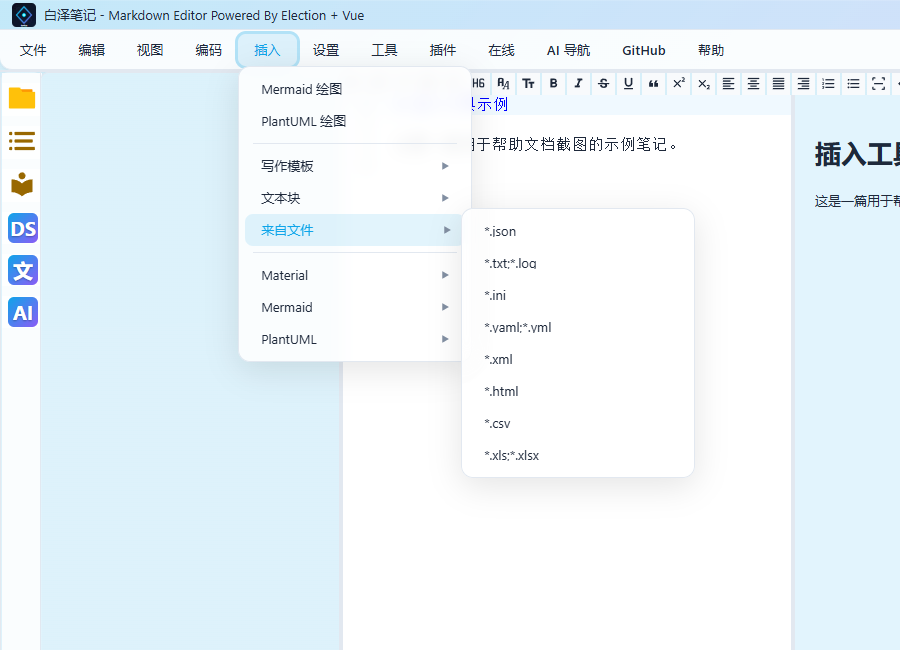 白泽笔记 - Markdown Editor Powered By Election + Vue
文件 编辑 视图 编码 插入 设置 工具 插件 在线 AI 导航 GitHub 帮助
H6 Tт B I S U “ X² X₂
Mermaid 绘图
PlantUML 绘图
写作模板
文本块
来自文件
Material
Mermaid
PlantUML
*.json
*.txt;*.log
*.ini
*.yaml;*.yml
*.xml
*.html
*.csv
*.xls;*.xlsx
DS
文
AI
示例
用于帮助文档截图的示例笔记。
插入工具
这是一篇用于帮